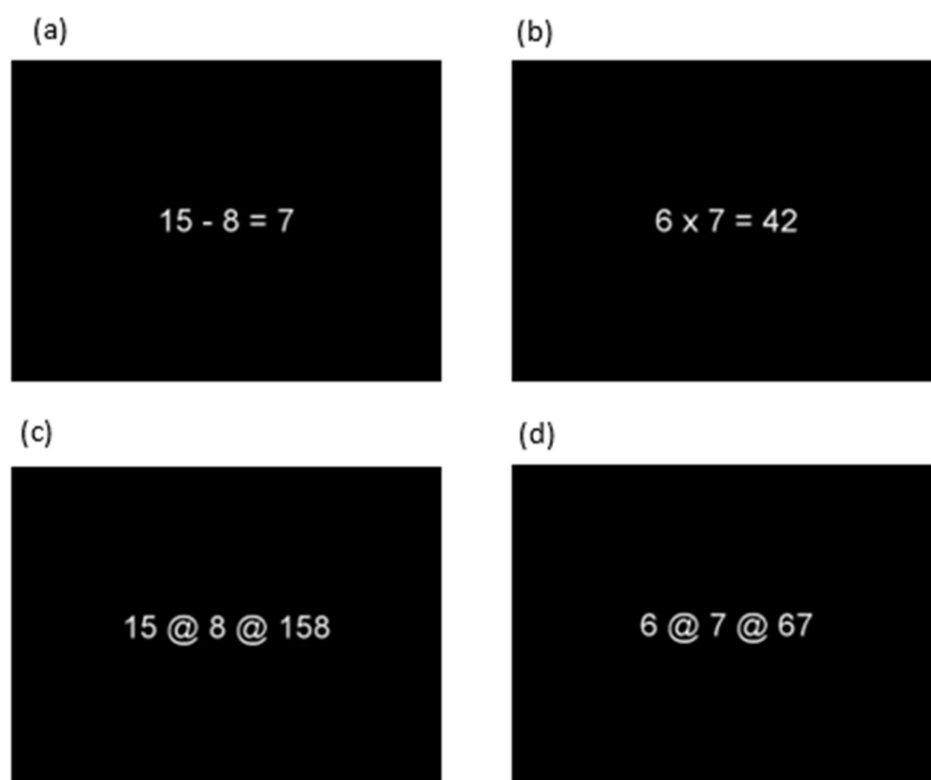 (a)
(b)
15 - 8 = 7
6 x 7 = 42
(c)
(d)
15 @ 8 @ 158
6 @ 7 @ 67